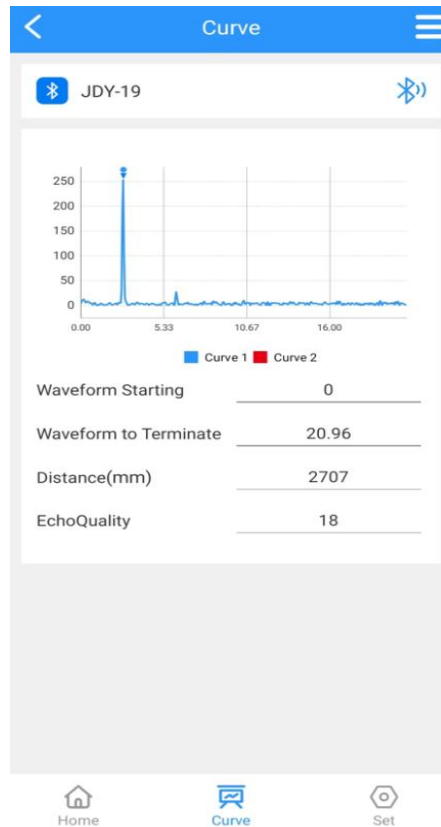 Curve
JDY-19
250
200
150
100
50
0
0.00 5.33 10.67 16.00
Curve 1 Curve 2
Waveform Starting 0
Waveform to Terminate 20.96
Distance(mm) 2707
EchoQuality 18
Home Curve Set